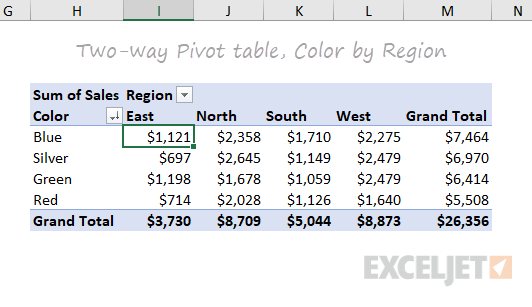 G H I J K L M N
Two-way Pivot table, Color by Region
Sum of Sales Region
Color East North South West Grand Total
Blue $1,121 $2,358 $1,710 $2,275 $7,464
Silver $697 $2,645 $1,149 $2,479 $6,970
Green $1,198 $1,678 $1,059 $2,479 $6,414
Red $714 $2,028 $1,126 $1,640 $5,508
Grand Total $3,730 $8,709 $5,044 $8,873 $26,356
EXCELJET